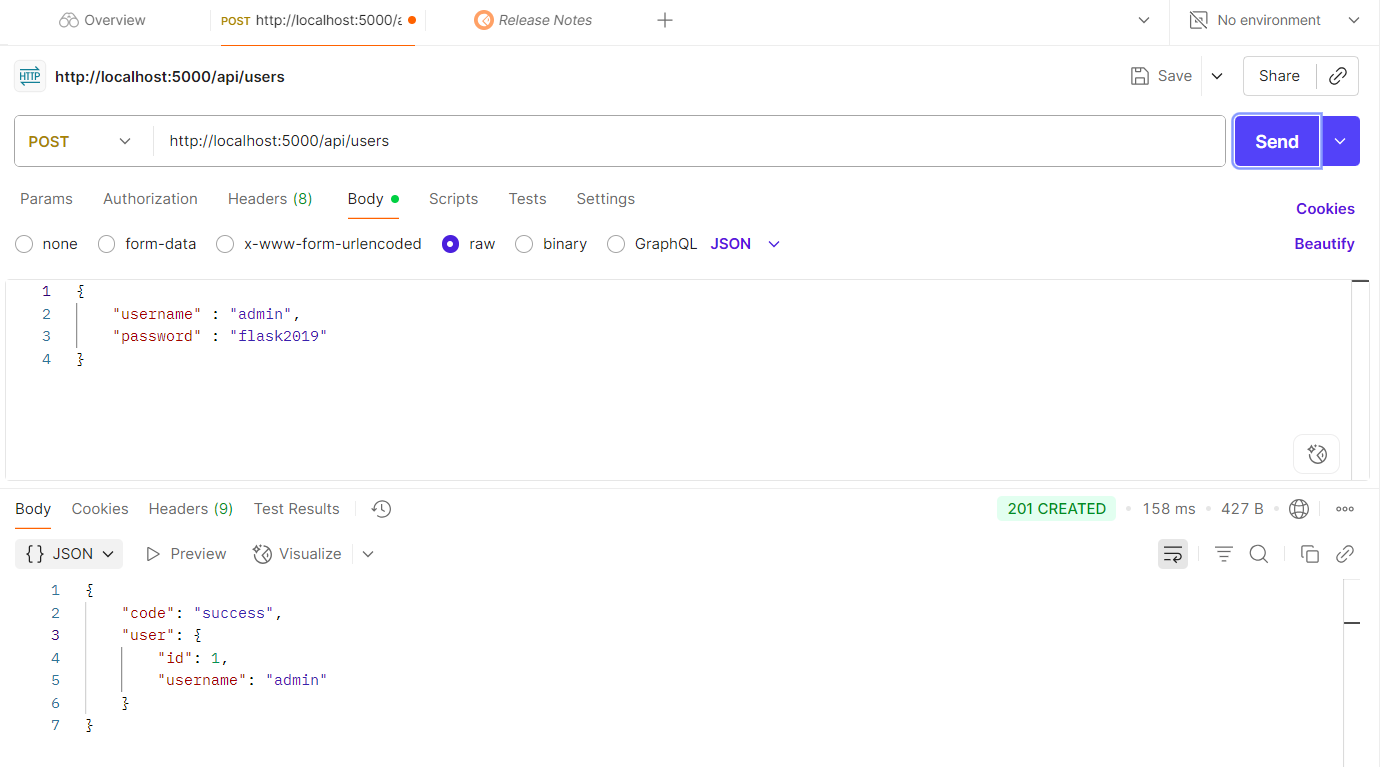 Overview POST http://localhost:5000/a Release Notes No environment
HTTP http://localhost:5000/api/users Save Share
POST http://localhost:5000/api/users Send
Params Authorization Headers (8) Body Scripts Tests Settings Cookies
none form-data x-www-form-urlencoded raw binary GraphQL JSON Beautify
1 {
2 "username" : "admin",
3 "password" : "flask2019"
4 }
Body Cookies Headers (9) Test Results 201 CREATED 158 ms 427 B
{} JSON Preview Visualize
1 {
2 "code": "success",
3 "user": {
4 "id": 1,
5 "username": "admin"
6 }
7 }